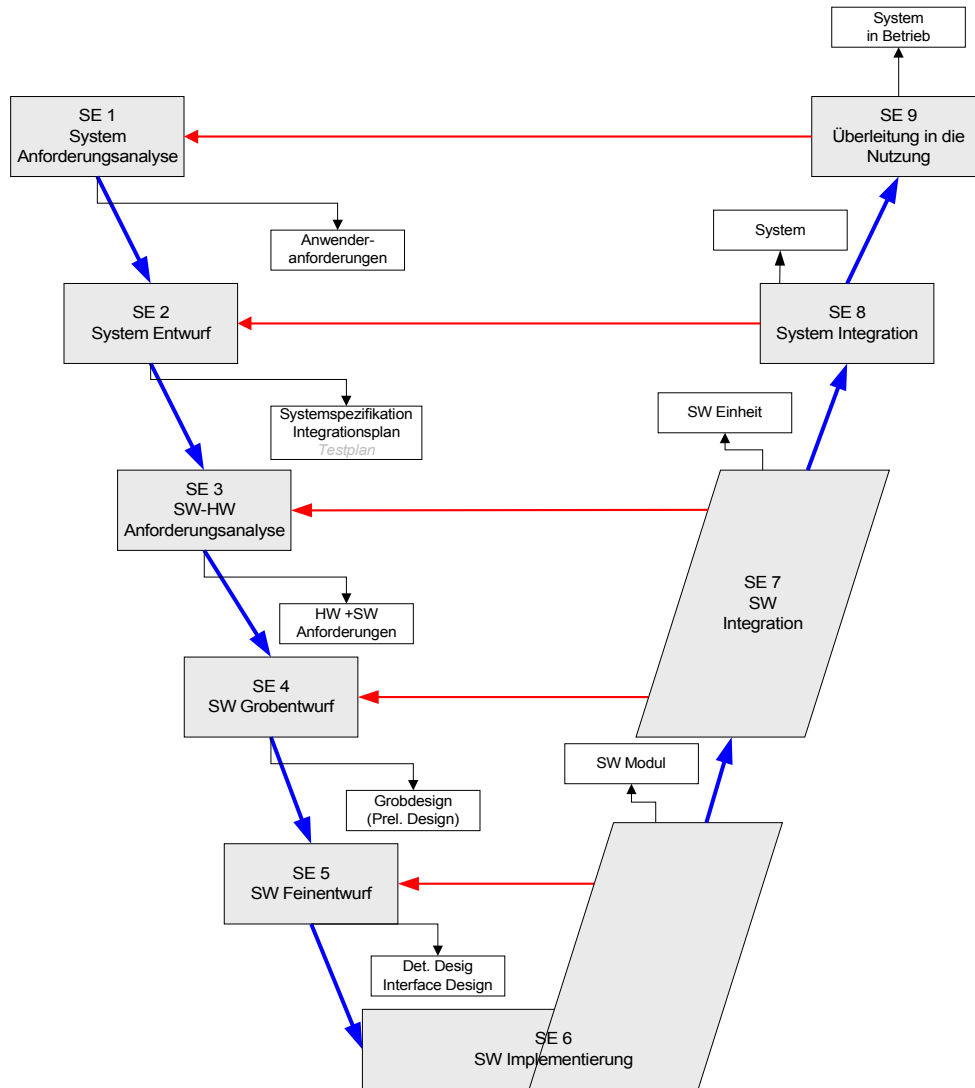 System
in Betrieb
SE 1
System
Anforderungsanalyse
SE 9
Überleitung in die
Nutzung
Anwender-
anforderungen
System
SE 2
System Entwurf
SE 8
System Integration
Systemspezifikation
Integrationsplan
Testplan
SW Einheit
SE 3
SW-HW
Anforderungsanalyse
SE 7
SW
Integration
HW +SW
Anforderungen
SE 4
SW Grobentwurf
SW Modul
Grobdesign
(Prel. Design)
SE 5
SW Feinentwurf
Det. Desig
Interface Design
SE 6
SW Implementierung